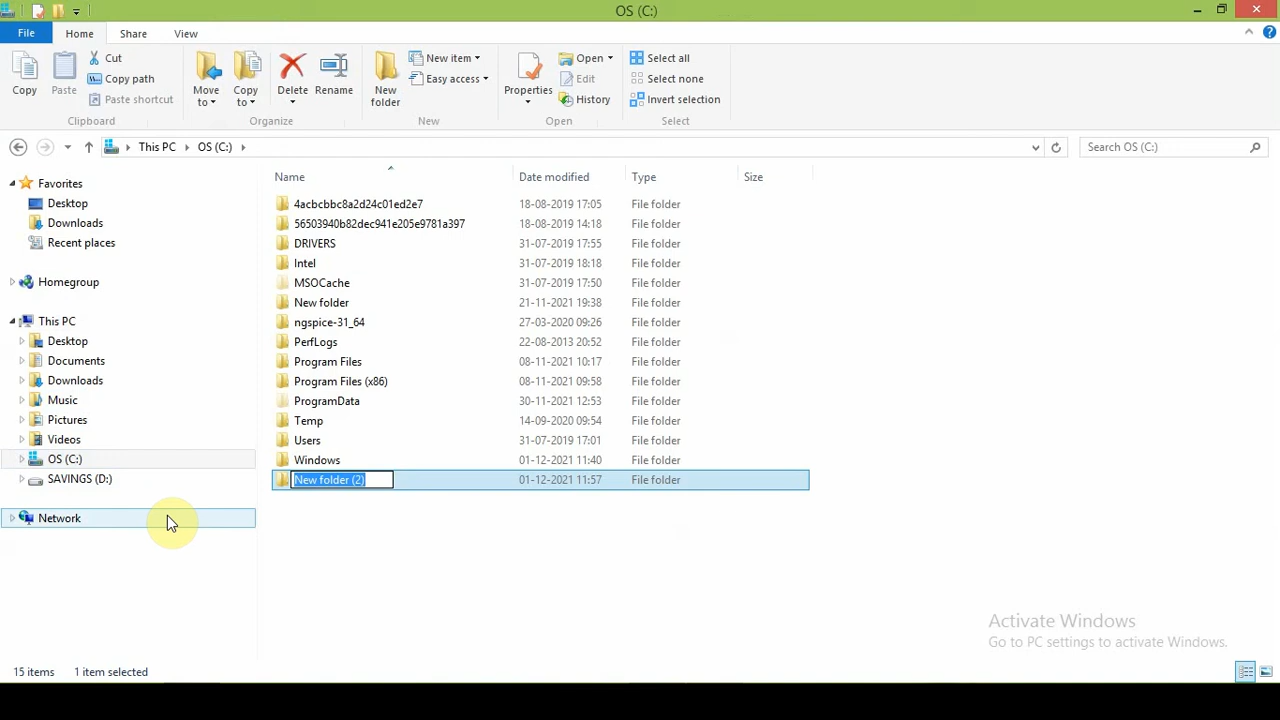 OS (C:)
File Home Share View
Copy
Paste
Cut
Copy path
Paste shortcut
Clipboard
Move to
Copy to
Delete
Rename
Organize
New folder
New item
Easy access
New
Properties
Open
Edit
History
Open
Select all
Select none
Invert selection
Select
This PC OS (C:)
Search OS (C:)
Favorites
Desktop
Downloads
Recent places
Homegroup
This PC
Desktop
Documents
Downloads
Music
Pictures
Videos
OS (C:)
SAVINGS (D:)
Network
Name Date modified Type Size
4acbcbbc8a2d24c01ed2e7 18-08-2019 17:05 File folder
56503940b82dec941e205e9781a397 18-08-2019 14:18 File folder
DRIVERS 31-07-2019 17:55 File folder
Intel 31-07-2019 18:18 File folder
MSOCache 31-07-2019 17:50 File folder
New folder 21-11-2021 19:38 File folder
ngspice-31_64 27-03-2020 09:26 File folder
PerfLogs 22-08-2013 20:52 File folder
Program Files 08-11-2021 10:17 File folder
Program Files (x86) 08-11-2021 09:58 File folder
ProgramData 30-11-2021 12:53 File folder
Temp 14-09-2020 09:54 File folder
Users 31-07-2019 17:01 File folder
Windows 01-12-2021 11:40 File folder
New folder (2) 01-12-2021 11:57 File folder
Activate Windows
Go to PC settings to activate Windows.
15 items 1 item selected